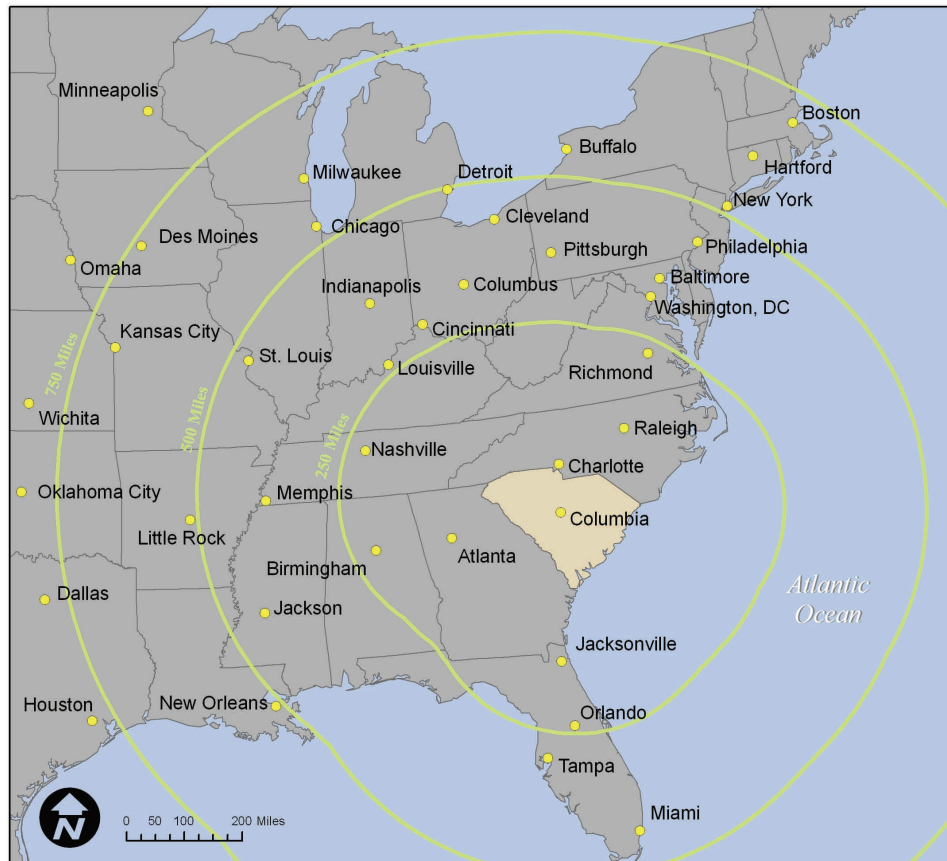 Minneapolis
Boston
Buffalo
Hartford
Milwaukee
Detroit
New York
Cleveland
Chicago
Des Moines
Philadelphia
Pittsburgh
Omaha
Baltimore
Columbus
Indianapolis
Washington, DC
Cincinnati
Kansas City
St. Louis
Louisville
Richmond
750 Miles
500 Miles
250 Miles
Wichita
Raleigh
Nashville
Charlotte
Oklahoma City
Memphis
Columbia
Little Rock
Atlanta
Birmingham
Dallas
Jackson
Atlantic
Ocean
Jacksonville
New Orleans
Houston
Orlando
Tampa
Miami
N
0 50 100 200 Miles